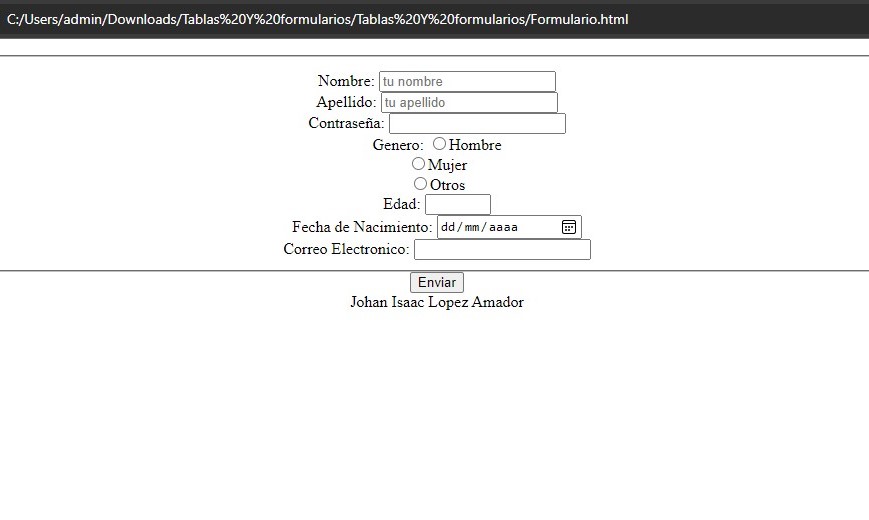 C:/Users/admin/Downloads/Tablas%20Y%20formularios/Tablas%20Y%20formularios/Formulario.html
Nombre: tu nombre
Apellido: tu apellido
Contraseña:
Genero: Hombre
Mujer
Otros
Edad:
Fecha de Nacimiento: dd/mm/aaaa
Correo Electronico:
Enviar
Johan Isaac Lopez Amador